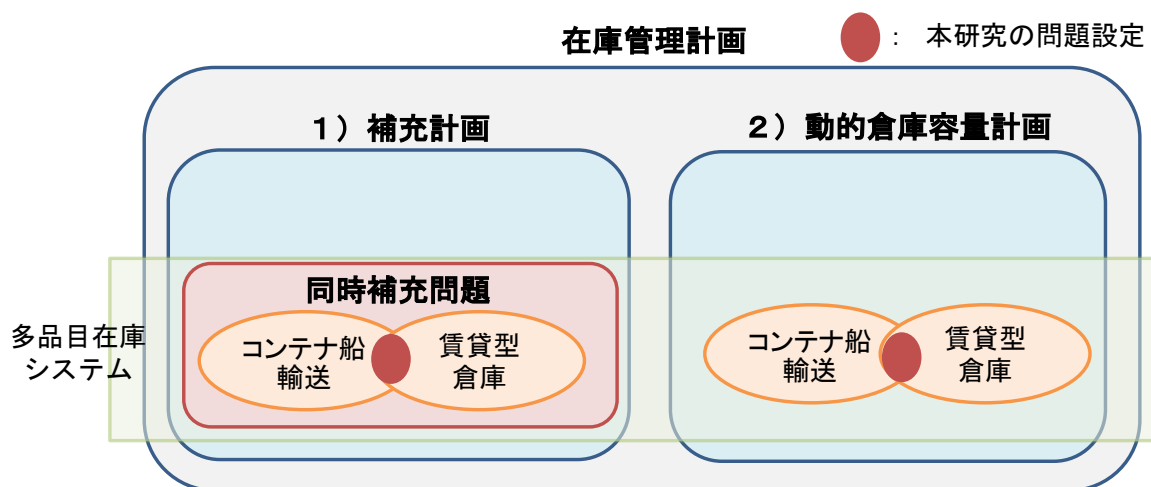 在庫管理計画
： 本研究の問題設定
１）補充計画
２）動的倉庫容量計画
同時補充問題
多品目在庫
システム
コンテナ船
輸送
賃貸型
倉庫
コンテナ船
輸送
賃貸型
倉庫